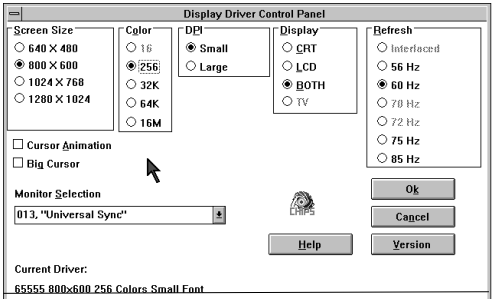 Display Driver Control Panel
Screen Size
640 X 480
800 X 600
1024 X 768
1280 X 1024
Color
16
256
32K
64K
16M
DPI
Small
Large
Display
CRT
LCD
BOTH
TV
Refresh
Interlaced
56 Hz
60 Hz
70 Hz
72 Hz
75 Hz
85 Hz
Cursor Animation
Big Cursor
Monitor Selection
013, "Universal Sync"
CHIPS
Ok
Cancel
Help
Version
Current Driver:
65555 800x600 256 Colors Small Font